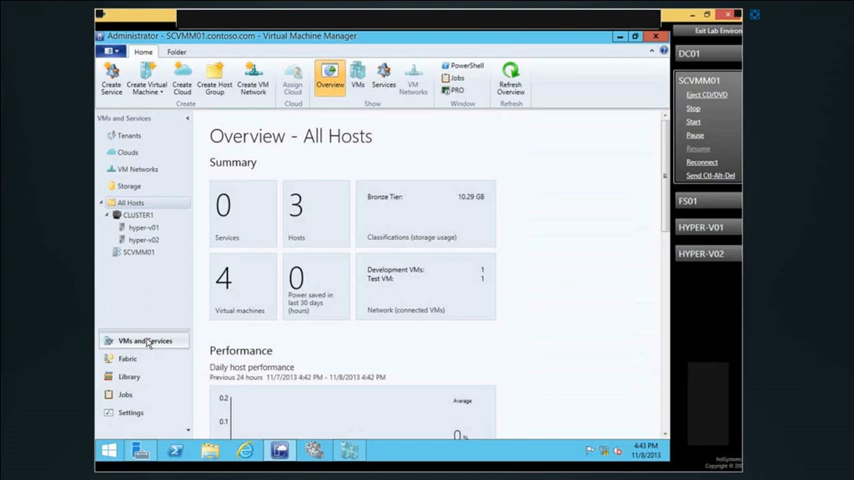 Exit Lab Environ
Administrator - SCVMM01.contoso.com - Virtual Machine Manager
Home
Folder
Create Service
Create Virtual Machine
Create Cloud
Create Host Group
Create VM Network
Create
Assign Cloud
Cloud
Overview
VMs
Services
VM Networks
Show
PowerShell
Jobs
PRO
Window
Refresh Overview
Refresh
VMs and Services
Tenants
Clouds
VM Networks
Storage
All Hosts
CLUSTER1
hyper-v01
hyper-v02
SCVMM01
VMs and Services
Fabric
Library
Jobs
Settings
Overview - All Hosts
Summary
0
Services
3
Hosts
Bronze Tier: 10.29 GB
Classifications (storage usage)
4
Virtual machines
0
Power saved in
last 30 days
(hours)
Development VMs: 1
Test VM: 1
Network (connected VMs)
Performance
Daily host performance
Previous 24 hours 11/7/2013 4:42 PM - 11/8/2013 4:42 PM
0.2
0.1
Average
0%
4:43 PM
11/8/2013
DC01
SCVMM01
Eject CD/DVD
Stop
Start
Pause
Resume
Reconnect
Send Ctl-Alt-Del
FS01
HYPER-V01
HYPER-V02